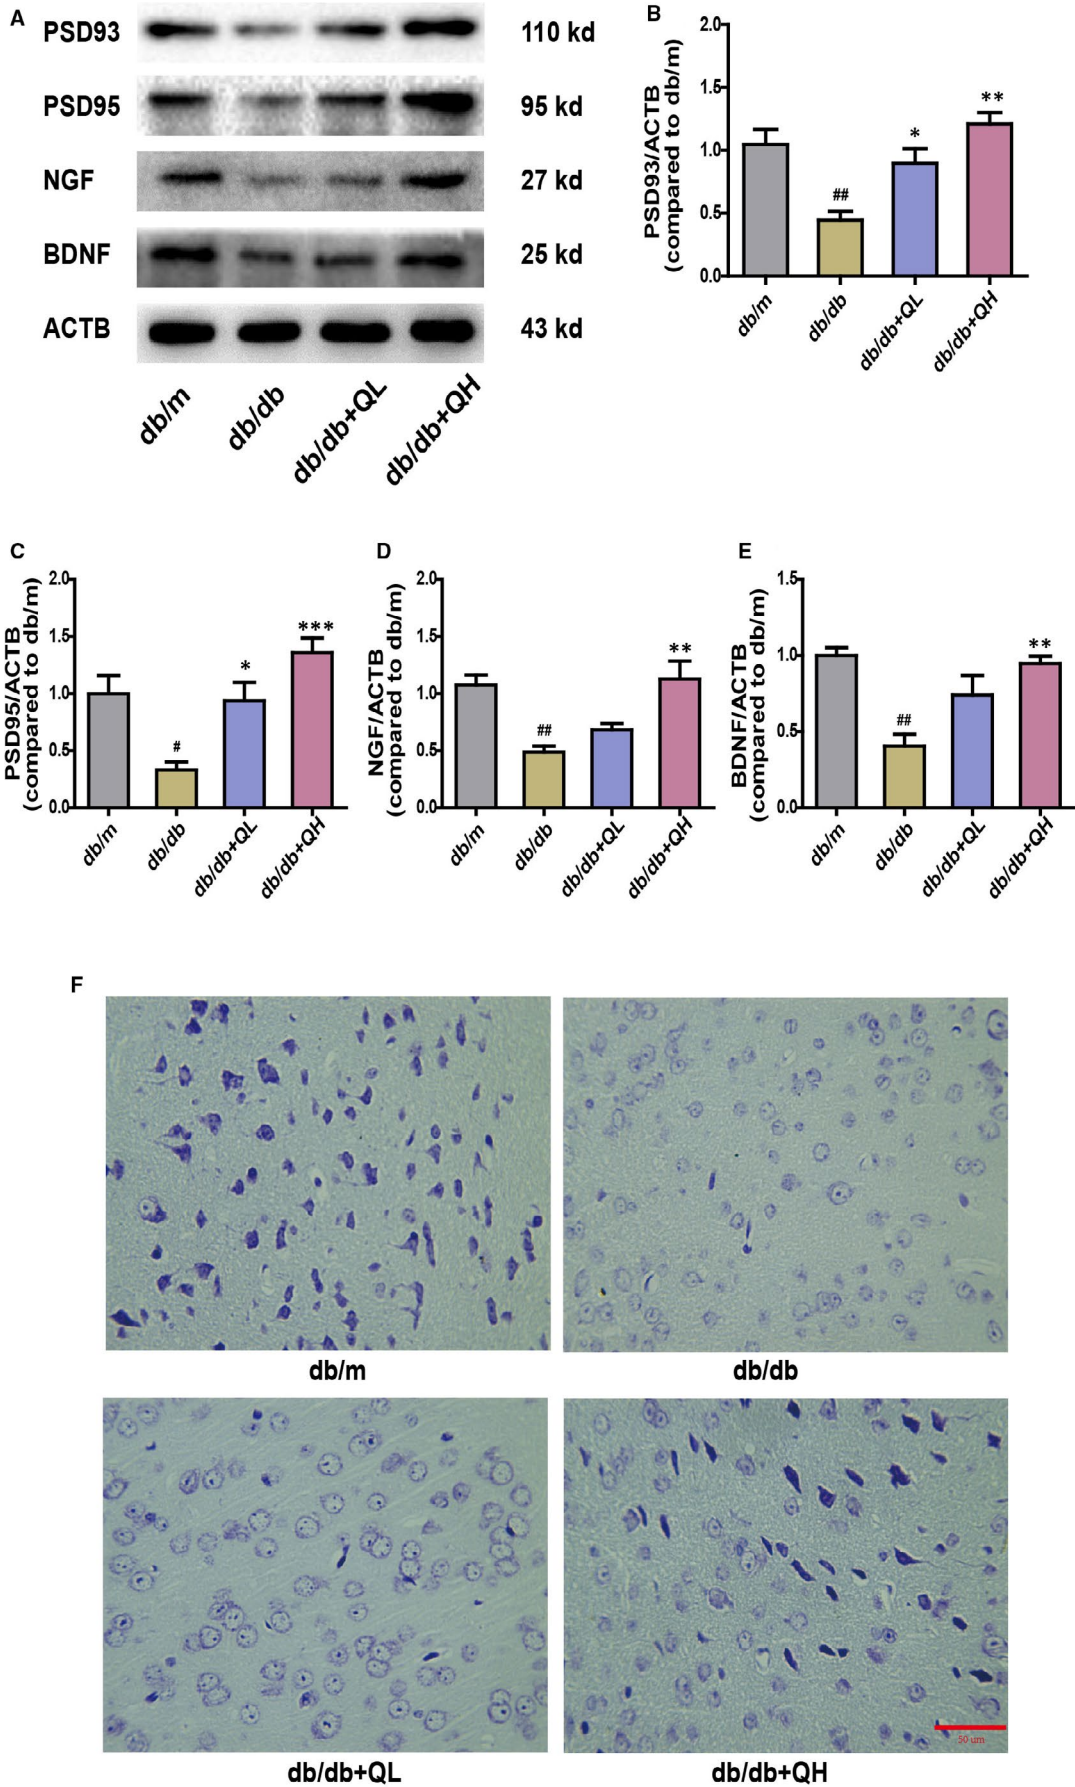 A
PSD93 110 kd
PSD95 95 kd
NGF 27 kd
BDNF 25 kd
ACTB 43 kd
db/m db/db db/db+QL db/db+QH
B
PSD93/ACTB
(compared to db/m)
2.0
1.5
1.0
0.5
0.0
##
*
**
db/m db/db db/db+QL db/db+QH
C
PSD95/ACTB
(compared to db/m)
2.0
1.5
1.0
0.5
0.0
#
*
***
db/m db/db db/db+QL db/db+QH
D
NGF/ACTB
(compared to db/m)
2.0
1.5
1.0
0.5
0.0
##
**
db/m db/db db/db+QL db/db+QH
E
BDNF/ACTB
(compared to db/m)
1.5
1.0
0.5
0.0
##
**
db/m db/db db/db+QL db/db+QH
F
db/m db/db
50 um
db/db+QL db/db+QH